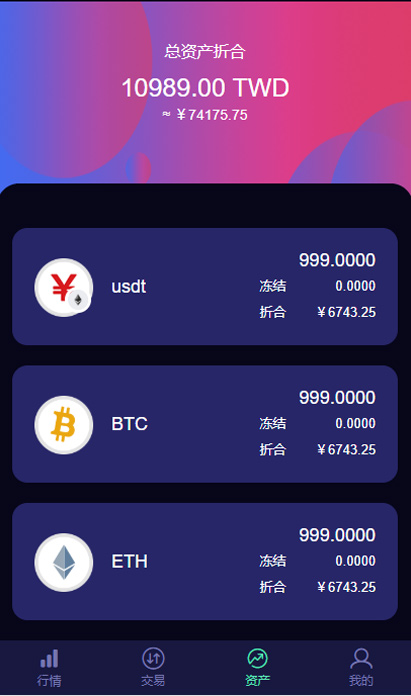 总资产折合
10989.00 TWD
≈ ¥74175.75
usdt
999.0000
冻结 0.0000
折合 ¥6743.25
BTC
999.0000
冻结 0.0000
折合 ¥6743.25
ETH
999.0000
冻结 0.0000
折合 ¥6743.25
行情 交易 资产 我的